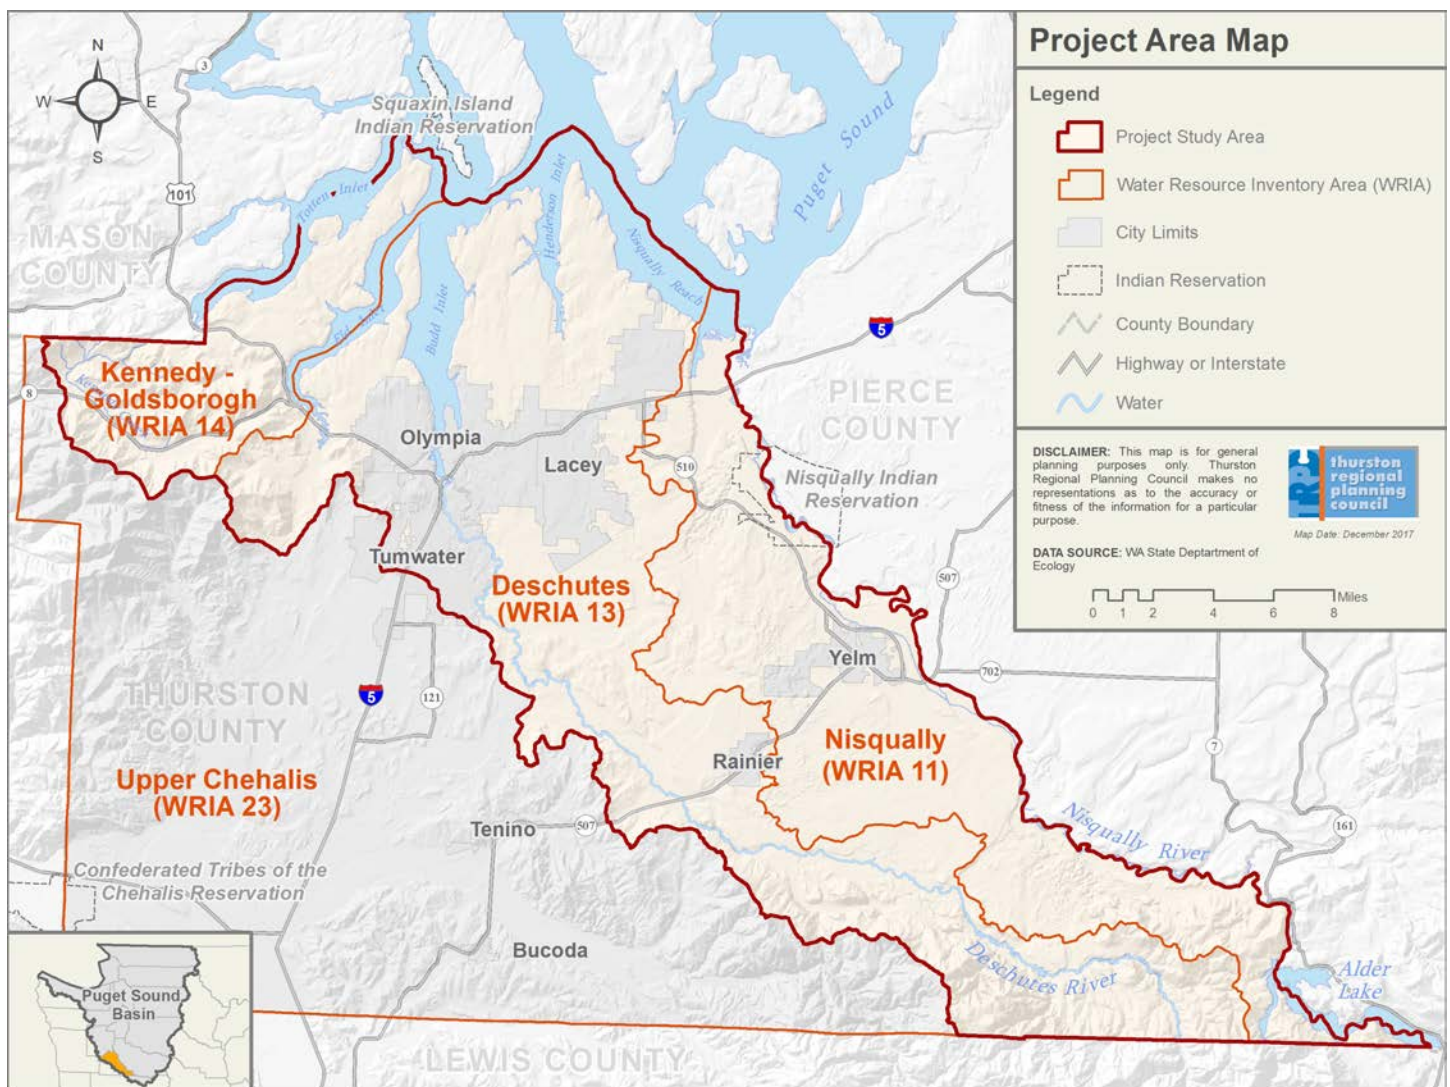 Project Area Map
Legend
Project Study Area
Water Resource Inventory Area (WRIA)
City Limits
Indian Reservation
County Boundary
Highway or Interstate
Water
DISCLAIMER: This map is for general
planning purposes only. Thurston
Regional Planning Council makes no
representations as to the accuracy or
fitness of the information for a particular
purpose.
DATA SOURCE: WA State Deptartment of
Ecology
thurston
regional
planning
council
Map Date: December 2017
0 1 2 4 6 8 Miles
N
W E
S
3
Squaxin Island
Indian Reservation
Puget Sound
101
Totten Inlet
MASON
COUNTY
Henderson Inlet
Nisqually Reach
Budd Inlet
Eld Inlet
5
8
Kennedy -
Goldsborogh
(WRIA 14)
PIERCE
COUNTY
Olympia
Lacey
510
Nisqually Indian
Reservation
Tumwater
Deschutes
(WRIA 13)
507
Yelm
702
THURSTON
COUNTY
5
121
7
Nisqually
(WRIA 11)
Rainier
Upper Chehalis
(WRIA 23)
Tenino
507
Nisqually River
161
Confederated Tribes of the
Chehalis Reservation
Bucoda
Deschutes River
Alder
Lake
Puget Sound
Basin
LEWIS COUNTY